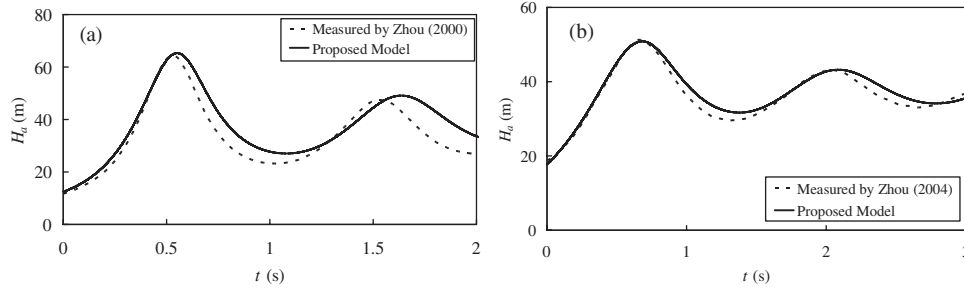 80
60
40
20
0
H_a (m)
(a)
Measured by Zhou (2000)
Proposed Model
0 0.5 1 1.5 2
t (s)
60
40
20
0
H_a (m)
(b)
Measured by Zhou (2004)
Proposed Model
0 1 2 3
t (s)